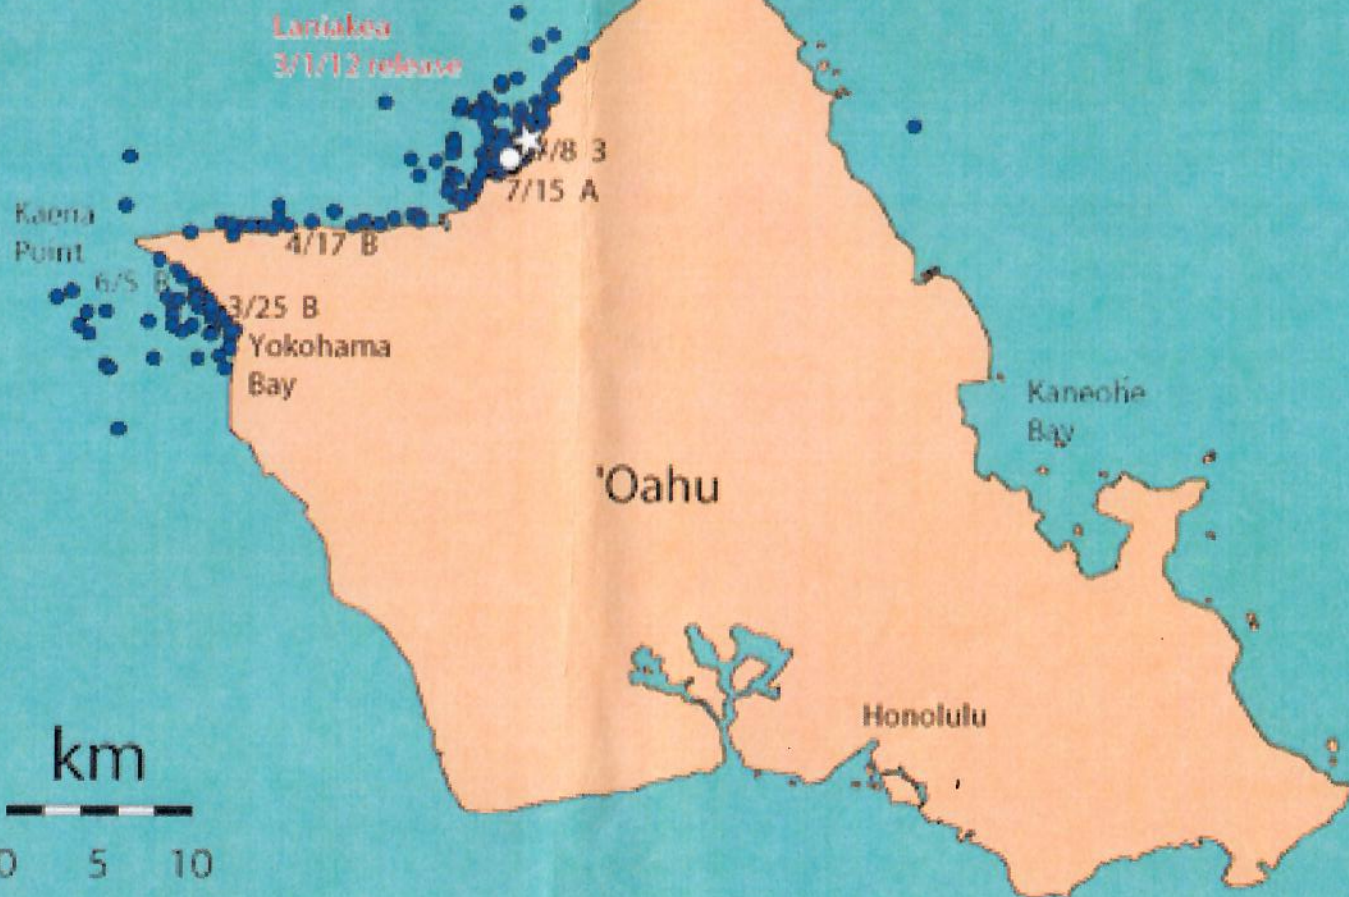 Laniakea
3/1/12 release
/8 3
7/15 A
Kaena
Point
4/17 B
6/5 B
3/25 B
Yokohama
Bay
Kaneohe
Bay
'Oahu
Honolulu
km
0 5 10